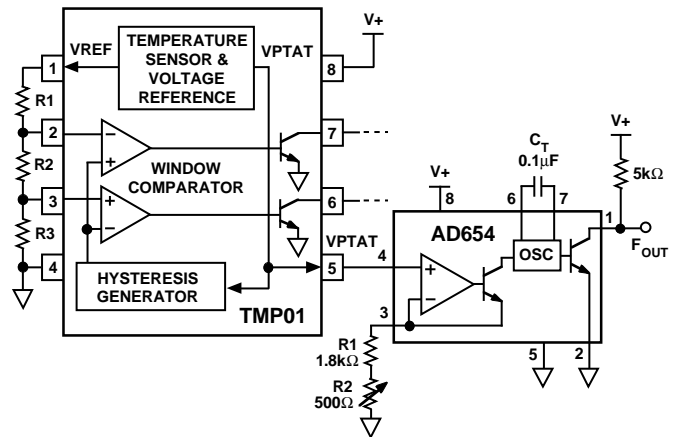 TEMPERATURE
SENSOR &
VOLTAGE
REFERENCE
VREF
VPTAT
1
8
V+
R1
2
7
R2
WINDOW
COMPARATOR
3
6
R3
VPTAT
4
5
HYSTERESIS
GENERATOR
TMP01
V+
8
CT
0.1µF
6
7
V+
5kΩ
1
FOUT
AD654
OSC
4
3
R1
1.8kΩ
R2
500Ω
5
2